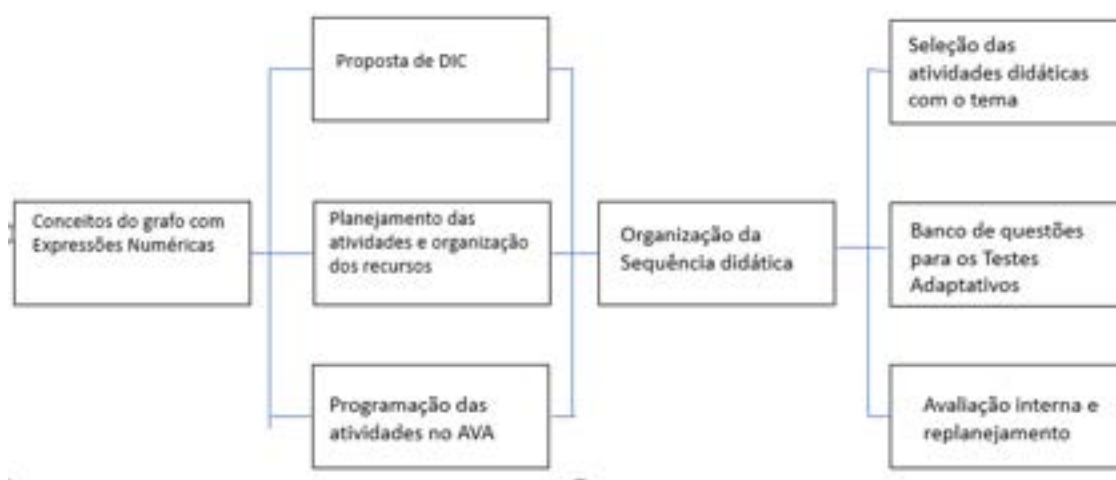 Conceitos do grafo com
Expressões Numéricas
Proposta de DIC
Planejamento das
atividades e organização
dos recursos
Programação das
atividades no AVA
Organização da
Sequência didática
Seleção das
atividades didáticas
com o tema
Banco de questões
para os Testes
Adaptativos
Avaliação interna e
replanejamento